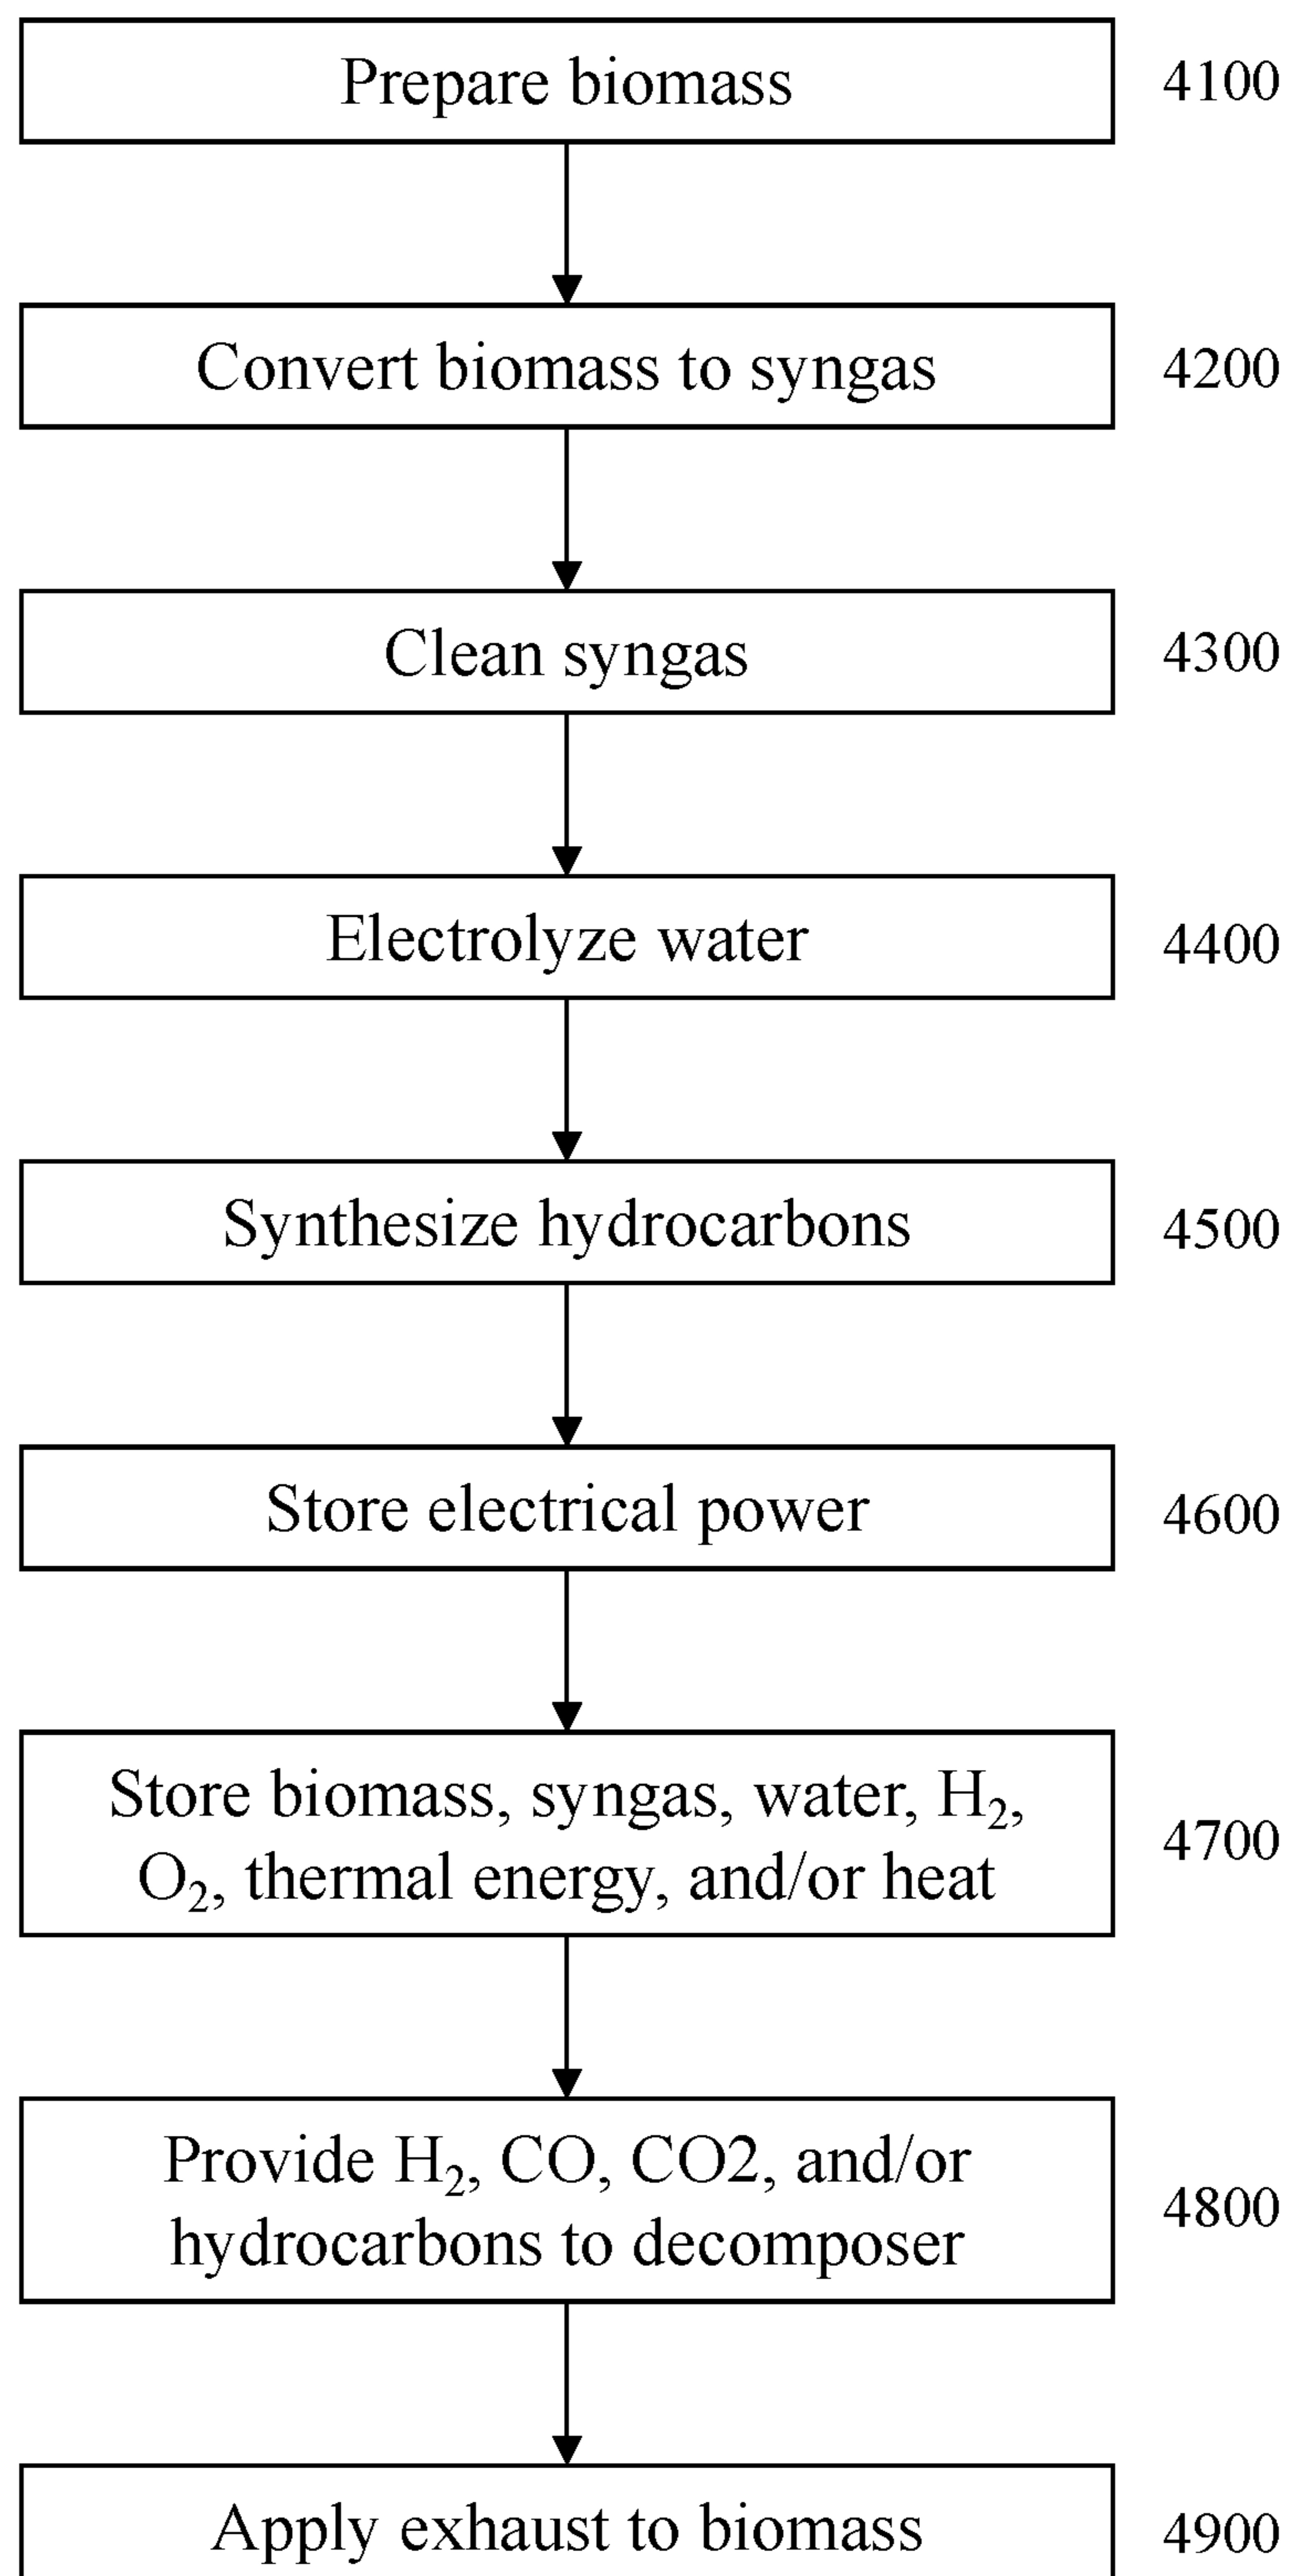 Prepare biomass 4100
Convert biomass to syngas 4200
Clean syngas 4300
Electrolyze water 4400
Synthesize hydrocarbons 4500
Store electrical power 4600
Store biomass, syngas, water, H₂,
O₂, thermal energy, and/or heat 4700
Provide H₂, CO, CO2, and/or
hydrocarbons to decomposer 4800
Apply exhaust to biomass 4900